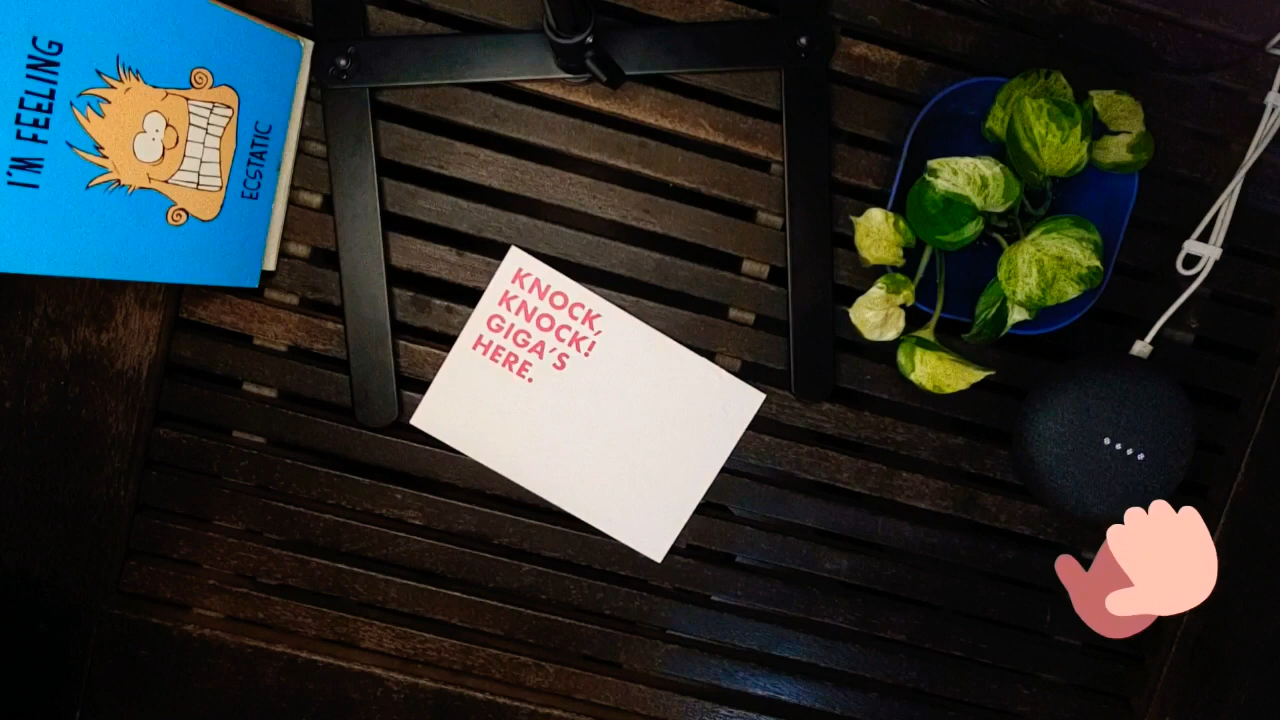 I'M FEELING
ECSTATIC
KNOCK,
KNOCK!
GIGA'S
HERE.